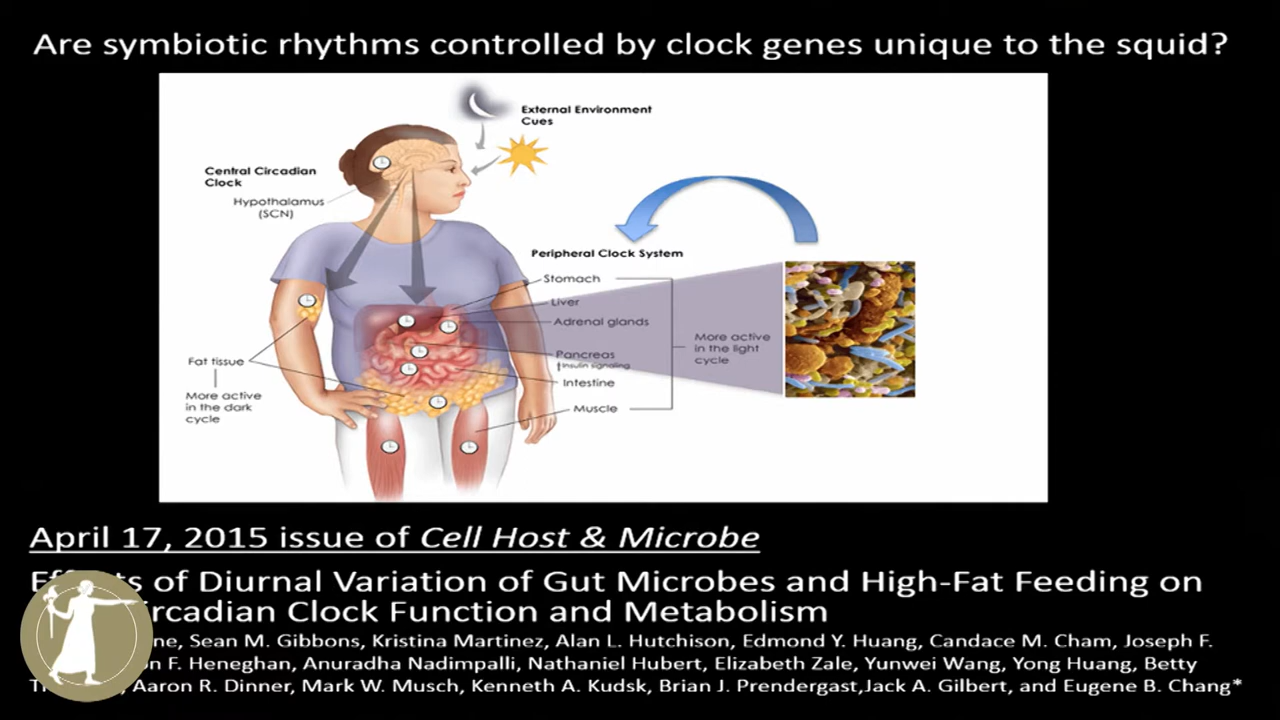 Are symbiotic rhythms controlled by clock genes unique to the squid?
External Environment
Cues
Central Circadian
Clock
Hypothalamus
(SCN)
Peripheral Clock System
Stomach
Liver
Adrenal glands
Pancreas
↑Insulin signaling
Intestine
Muscle
More active
in the light
cycle
Fat tissue
More active
in the dark
cycle
April 17, 2015 issue of Cell Host & Microbe
of Diurnal Variation of Gut Microbes and High-Fat Feeding on
Clock Function and Metabolism
Sean M. Gibbons, Kristina Martinez, Alan L. Hutchison, Edmond Y. Huang, Candace M. Cham, Joseph F.
F. Heneghan, Anuradha Nadimpalli, Nathaniel Hubert, Elizabeth Zale, Yunwei Wang, Yong Huang, Betty
Aaron R. Dinner, Mark W. Musch, Kenneth A. Kudsk, Brian J. Prendergast,Jack A. Gilbert, and Eugene B. Chang*